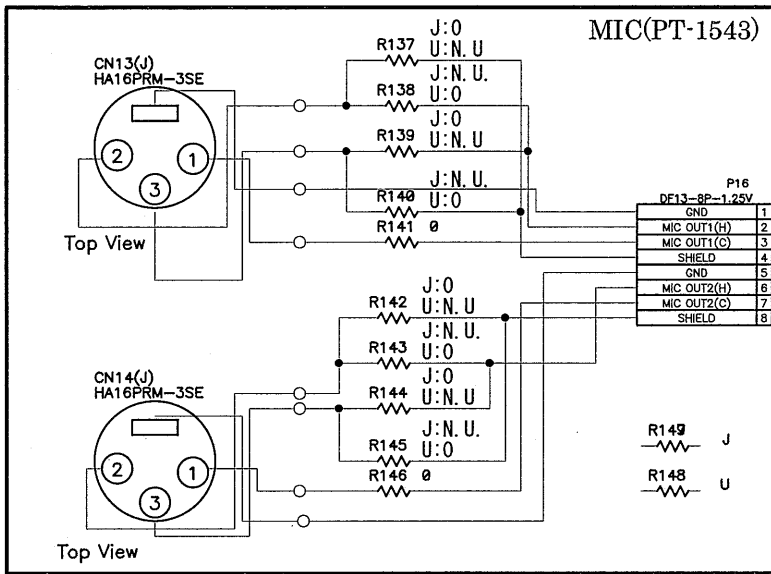 MIC(PT-1543)
CN13(J)
HA16PRM-3SE
2
1
3
Top View
R137
J:0
U:N.U
R138
J:N.U.
U:0
R139
J:0
U:N.U
R140
J:N.U.
U:0
R141 0
P16
DF13-8P-1.25V
GND 1
MIC OUT1(H) 2
MIC OUT1(C) 3
SHIELD 4
GND 5
MIC OUT2(H) 6
MIC OUT2(C) 7
SHIELD 8
R142
J:0
U:N.U
R143
J:N.U.
U:0
R144
J:0
U:N.U
R145
J:N.U.
U:0
R146 0
CN14(J)
HA16PRM-3SE
2
1
3
Top View
J
R148 U